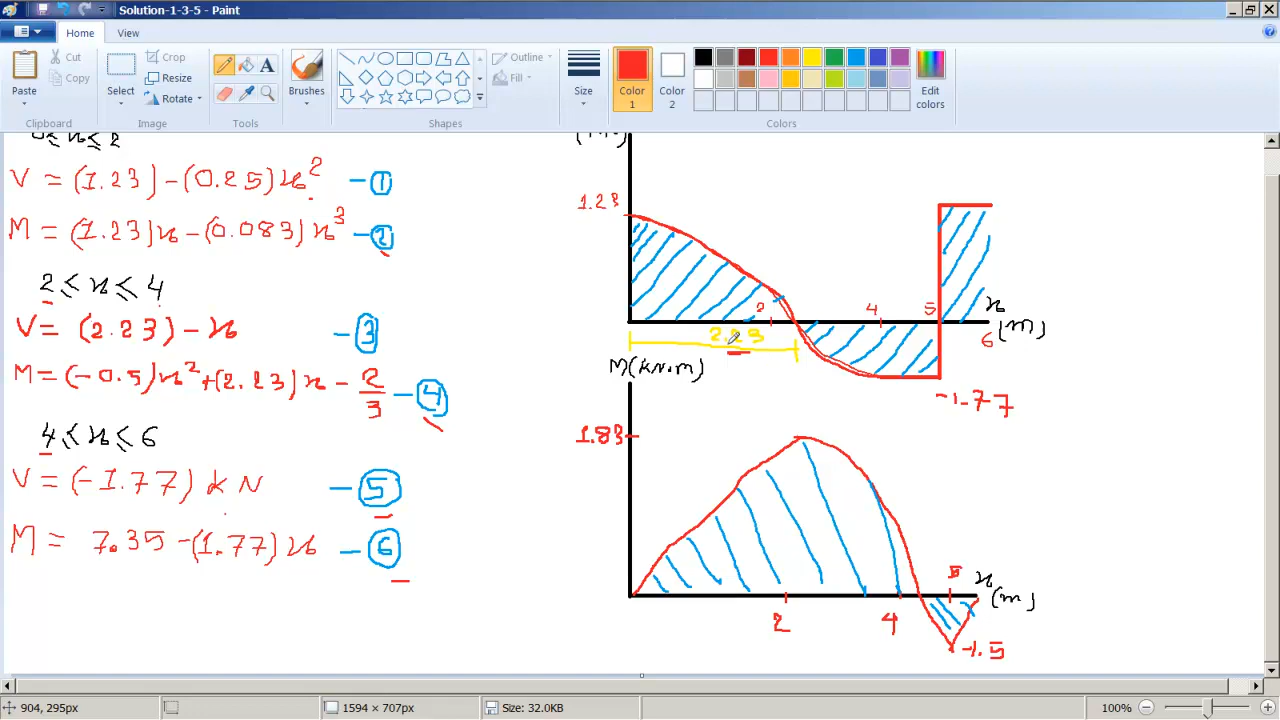 Solution-1-3-5 - Paint
Home
View
Paste
Cut
Copy
Clipboard
Select
Crop
Resize
Rotate
Image
A
Tools
Brushes
Shapes
Outline
Fill
Size
Color 1
Color 2
Edit colors
Colors
V = (1.23) - (0.25)x² - 1
M = (1.23)x - (0.083)x³ - 2
2 ≤ x ≤ 4
V = (2.23) - x - 3
M = (-0.5)x² + (2.23)x - 2/3 - 4
4 ≤ x ≤ 6
V = (-1.77) kN - 5
M = 7.35 - (1.77)x - 6
1.23
2
4
5
x
(m)
6
2.23
-1.77
M(kN.m)
1.83
5
x
(m)
2
4
-1.5
904, 295px
1594 × 707px
Size: 32.0KB
100%